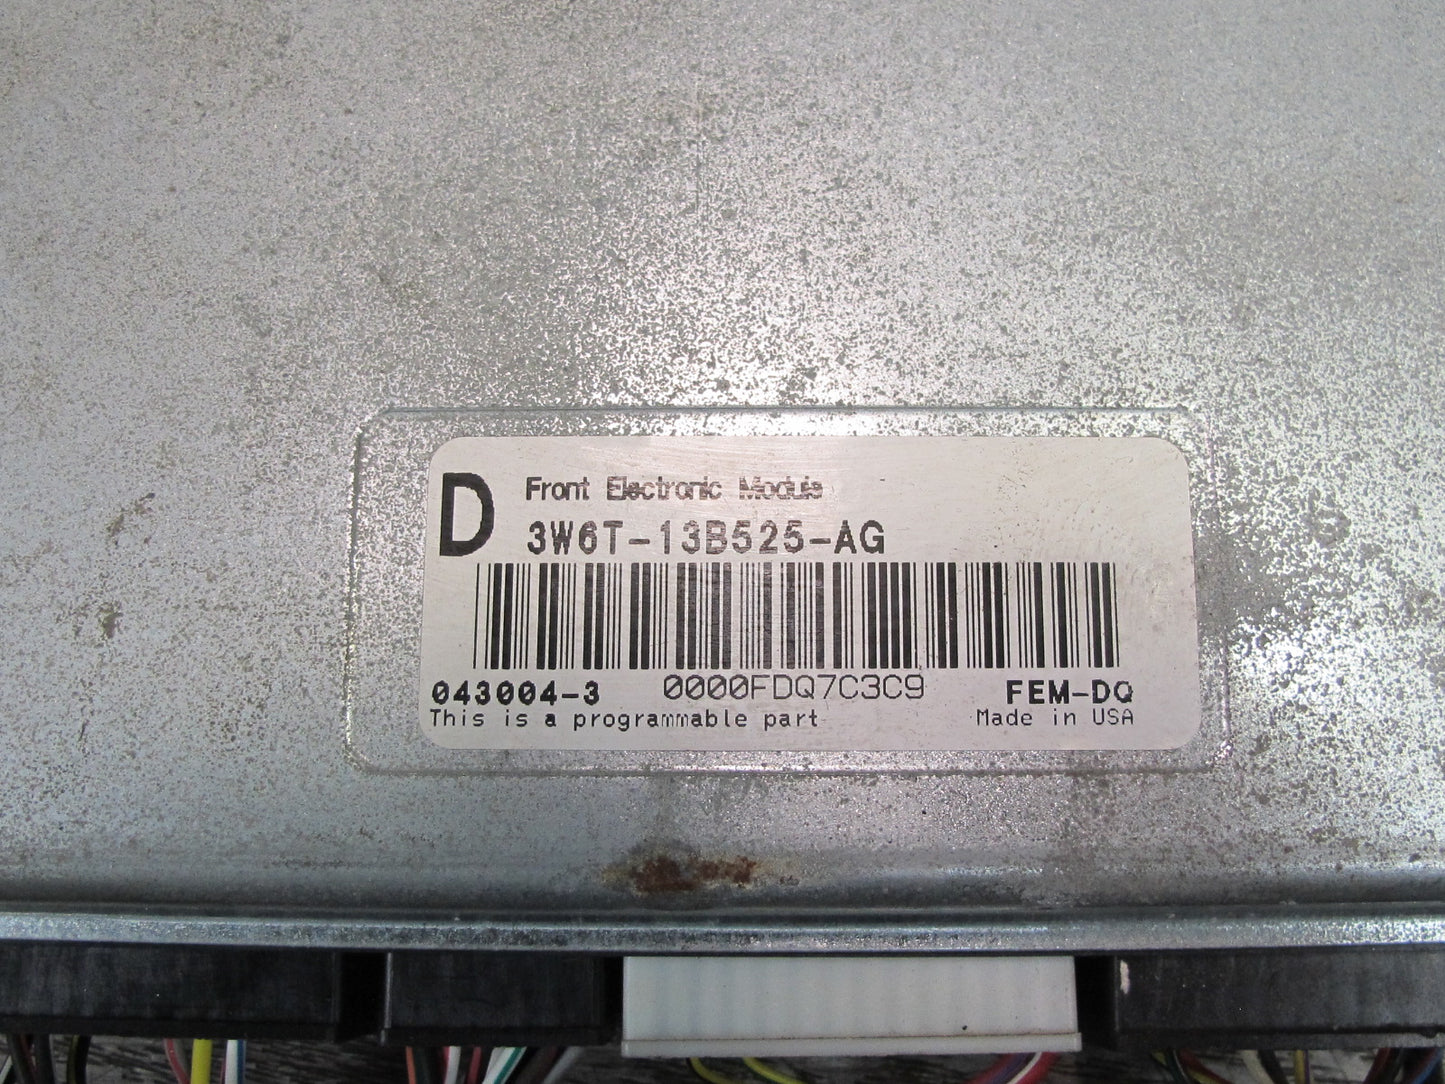 D Front Electronic Module
3W6T-13B525-AG
043004-3 0000FDQ7C3C9 FEM-DQ
This is a programmable part Made in USA